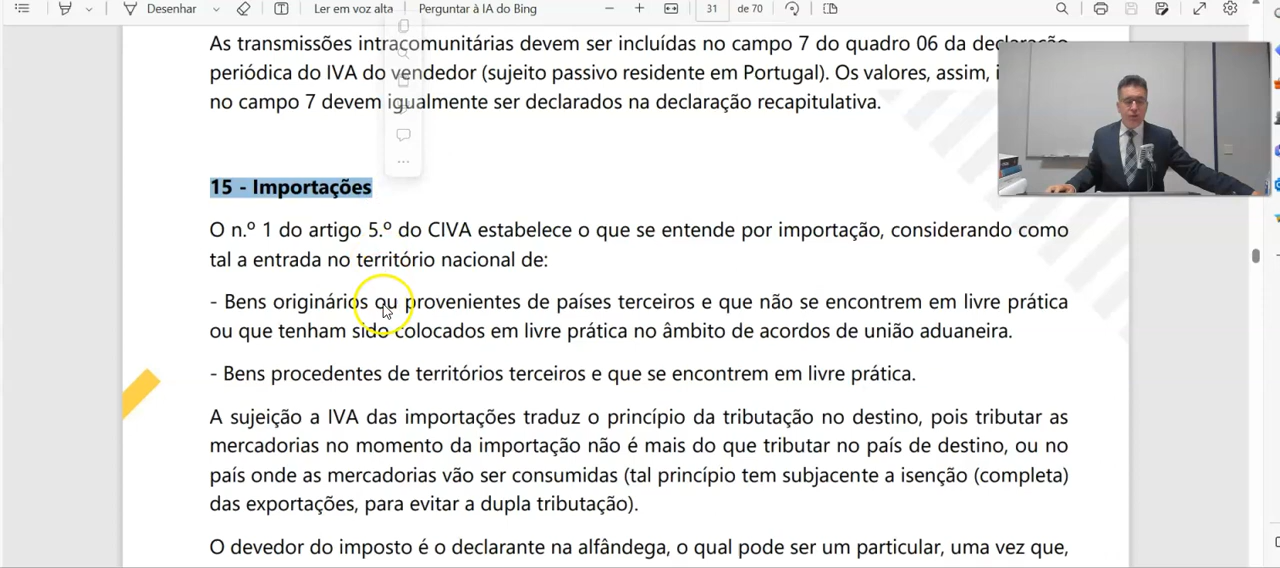 Desenhar
Ler em voz alta
Perguntar à IA do Bing
31
de 70
As transmissões intracomunitárias devem ser incluídas no campo 7 do quadro 06 da declaração
periódica do IVA do vendedor (sujeito passivo residente em Portugal). Os valores, assim,
no campo 7 devem igualmente ser declarados na declaração recapitulativa.
15 - Importações
O n.º 1 do artigo 5.º do CIVA estabelece o que se entende por importação, considerando como
tal a entrada no território nacional de:
- Bens originários ou provenientes de países terceiros e que não se encontrem em livre prática
ou que tenham sido colocados em livre prática no âmbito de acordos de união aduaneira.
- Bens procedentes de territórios terceiros e que se encontrem em livre prática.
A sujeição a IVA das importações traduz o princípio da tributação no destino, pois tributar as
mercadorias no momento da importação não é mais do que tributar no país de destino, ou no
país onde as mercadorias vão ser consumidas (tal princípio tem subjacente a isenção (completa)
das exportações, para evitar a dupla tributação).
O devedor do imposto é o declarante na alfândega, o qual pode ser um particular, uma vez que,